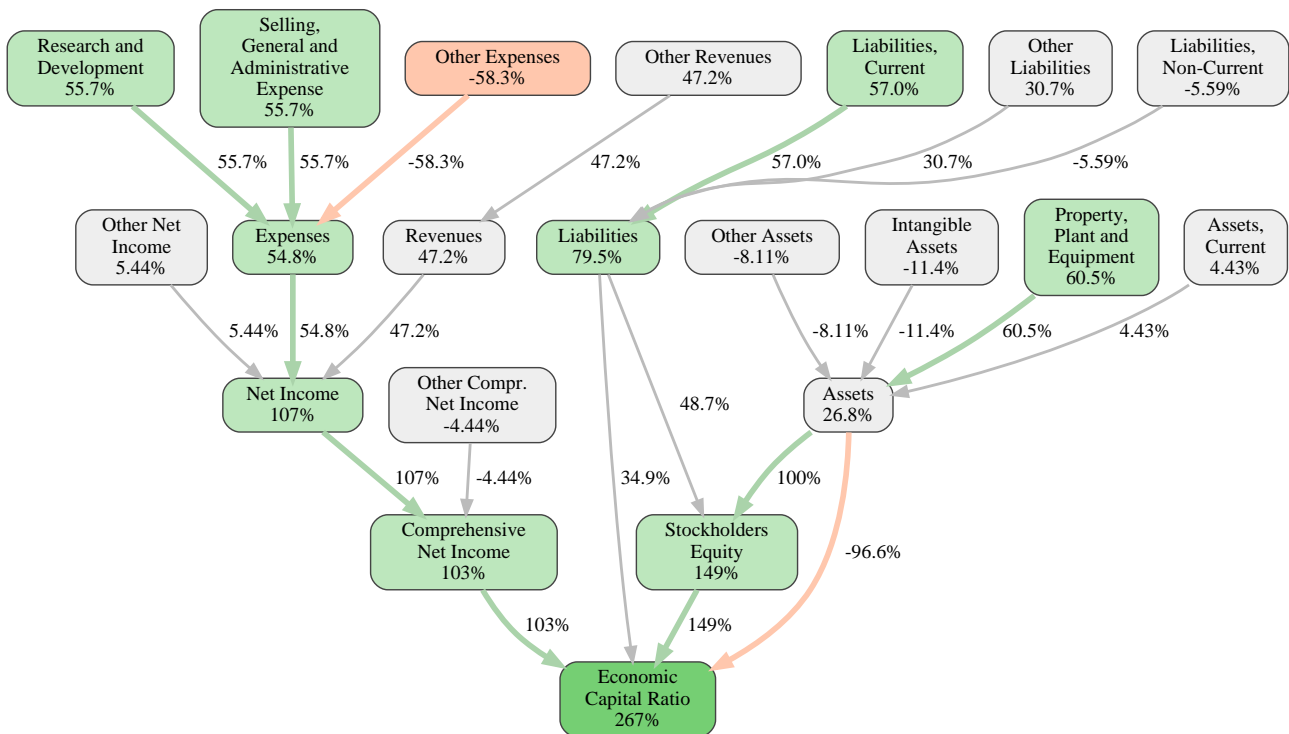 Research and
Development
55.7%
Selling,
General and
Administrative
Expense
55.7%
Other Expenses
-58.3%
Other Revenues
47.2%
Liabilities,
Current
57.0%
Other
Liabilities
30.7%
Liabilities,
Non-Current
-5.59%
55.7%
55.7%
-58.3%
47.2%
57.0%
30.7%
-5.59%
Other Net
Income
5.44%
Expenses
54.8%
Revenues
47.2%
Liabilities
79.5%
Other Assets
-8.11%
Intangible
Assets
-11.4%
Property,
Plant and
Equipment
60.5%
Assets,
Current
4.43%
5.44%
54.8%
47.2%
-8.11%
-11.4%
60.5%
4.43%
Net Income
107%
Other Compr.
Net Income
-4.44%
48.7%
Assets
26.8%
107%
-4.44%
34.9%
100%
Comprehensive
Net Income
103%
Stockholders
Equity
149%
-96.6%
103%
149%
Economic
Capital Ratio
267%